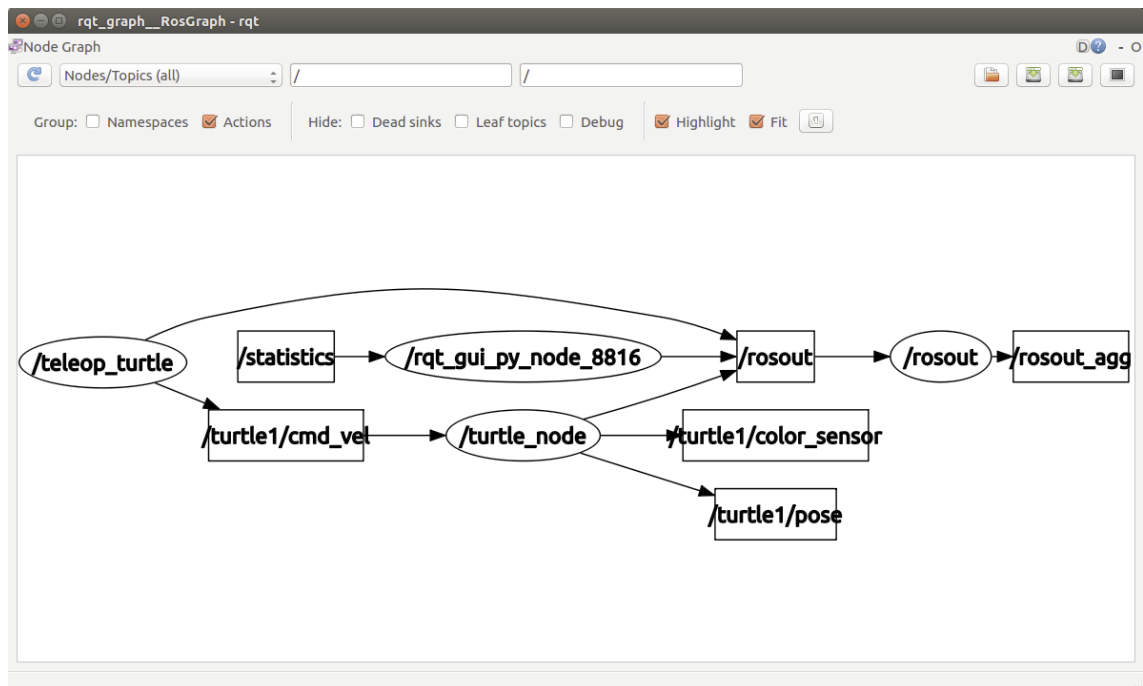 rqt_graph__RosGraph - rqt
Node Graph D ? - O
Nodes/Topics (all) / /
Group: Namespaces Actions Hide: Dead sinks Leaf topics Debug Highlight Fit
/teleop_turtle /statistics /rqt_gui_py_node_8816 /rosout /rosout /rosout_agg
/turtle1/cmd_vel /turtle_node /turtle1/color_sensor
/turtle1/pose